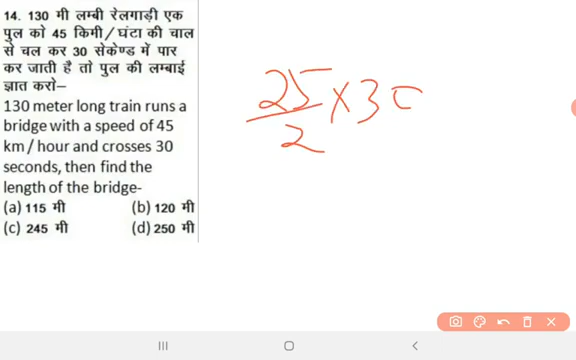 14. 130 मी लम्बी रेलगाड़ी एक
पुल को 45 किमी/घंटा की चाल
से चल कर 30 सेकेण्ड में पार
कर जाती है तो पुल की लम्बाई
ज्ञात करो–
130 meter long train runs a
bridge with a speed of 45
km/hour and crosses 30
seconds, then find the
length of the bridge-
(a) 115 मी (b) 120 मी
(c) 245 मी (d) 250 मी
25/2 × 30